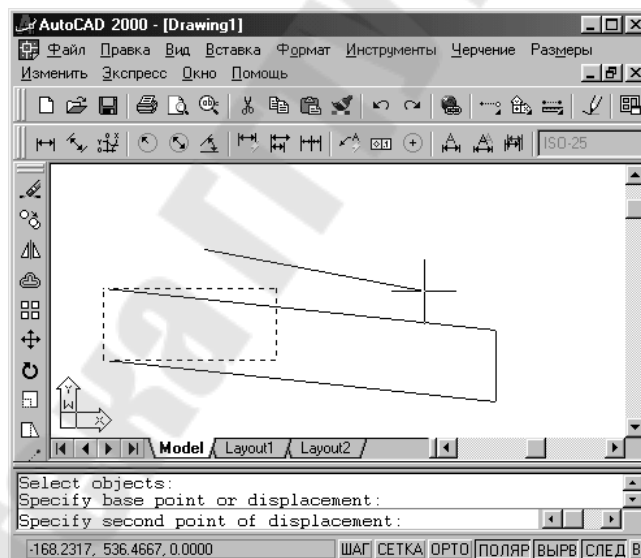 AutoCAD 2000 - [Drawing1]
Файл Правка Вид Вставка Формат Инструменты Черчение Размеры
Изменить Экспресс Окно Помощь
ISO-25
Y
W
X
Model Layout1 Layout2
Select objects:
Specify base point or displacement:
Specify second point of displacement:
-168.2317, 536.4667, 0.0000 ШАГ СЕТКА ОРТО ПОЛЯР ВЫРВ СЛЕД В